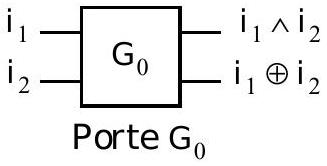 i₁ i₁ ∧ i₂
G₀
i₂ i₁ ⊕ i₂
Porte G₀